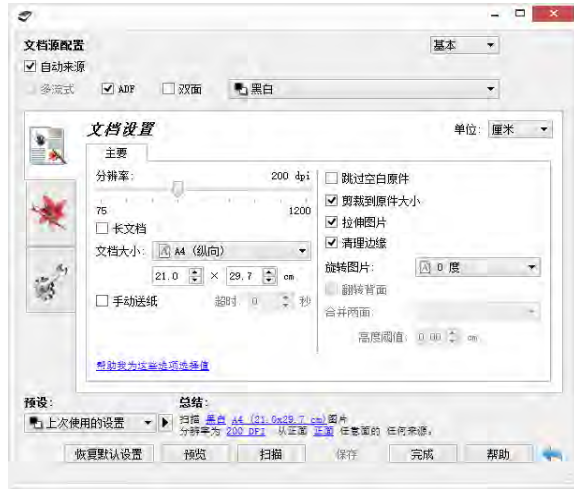 文档源配置
基本
自动来源
多流式 ADF 双面 黑白
文档设置
单位: 厘米
主要
分辨率: 200 dpi
75 1200
长文档
文档大小: A4 (纵向)
21.0 × 29.7 cm
手动送纸 超时 0 秒
跳过空白原件
剪裁到原件大小
拉伸图片
清理边缘
旋转图片: 0 度
翻转背面
合并两面
高度阈值: 0.00 cm
帮助我为这些选项选择值
预设: 总结:
上次使用的设置 扫描 黑白 A4 (21.0x29.7 cm)图片
分辨率为 200 DPI 从正面 正面 任意面的 任何来源。
恢复默认设置 预览 扫描 保存 完成 帮助